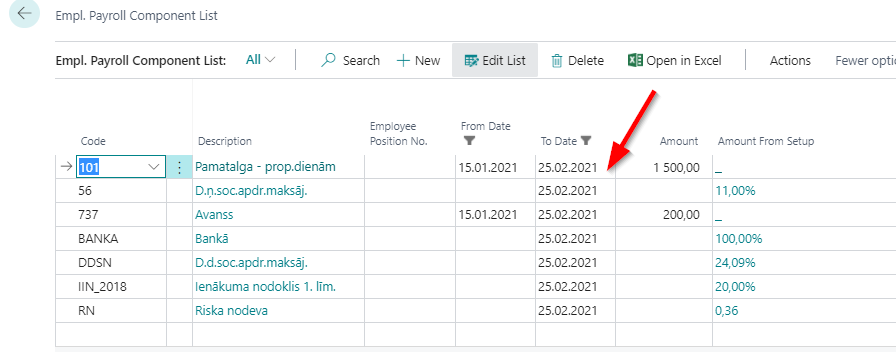 Empl. Payroll Component List
Empl. Payroll Component List: All Search + New Edit List Delete Open in Excel Actions Fewer optio
Code Description Employee Position No. From Date To Date Amount Amount From Setup
101 Pamatalga - prop.dienām 15.01.2021 25.02.2021 1 500,00 _
56 D.ņ.soc.apdr.maksāj. 25.02.2021 11,00%
737 Avanss 15.01.2021 25.02.2021 200,00 _
BANKA Bankā 25.02.2021 100,00%
DDSN D.d.soc.apdr.maksāj. 25.02.2021 24,09%
IIN_2018 Ienākuma nodoklis 1. līm. 25.02.2021 20,00%
RN Riska nodeva 25.02.2021 0,36